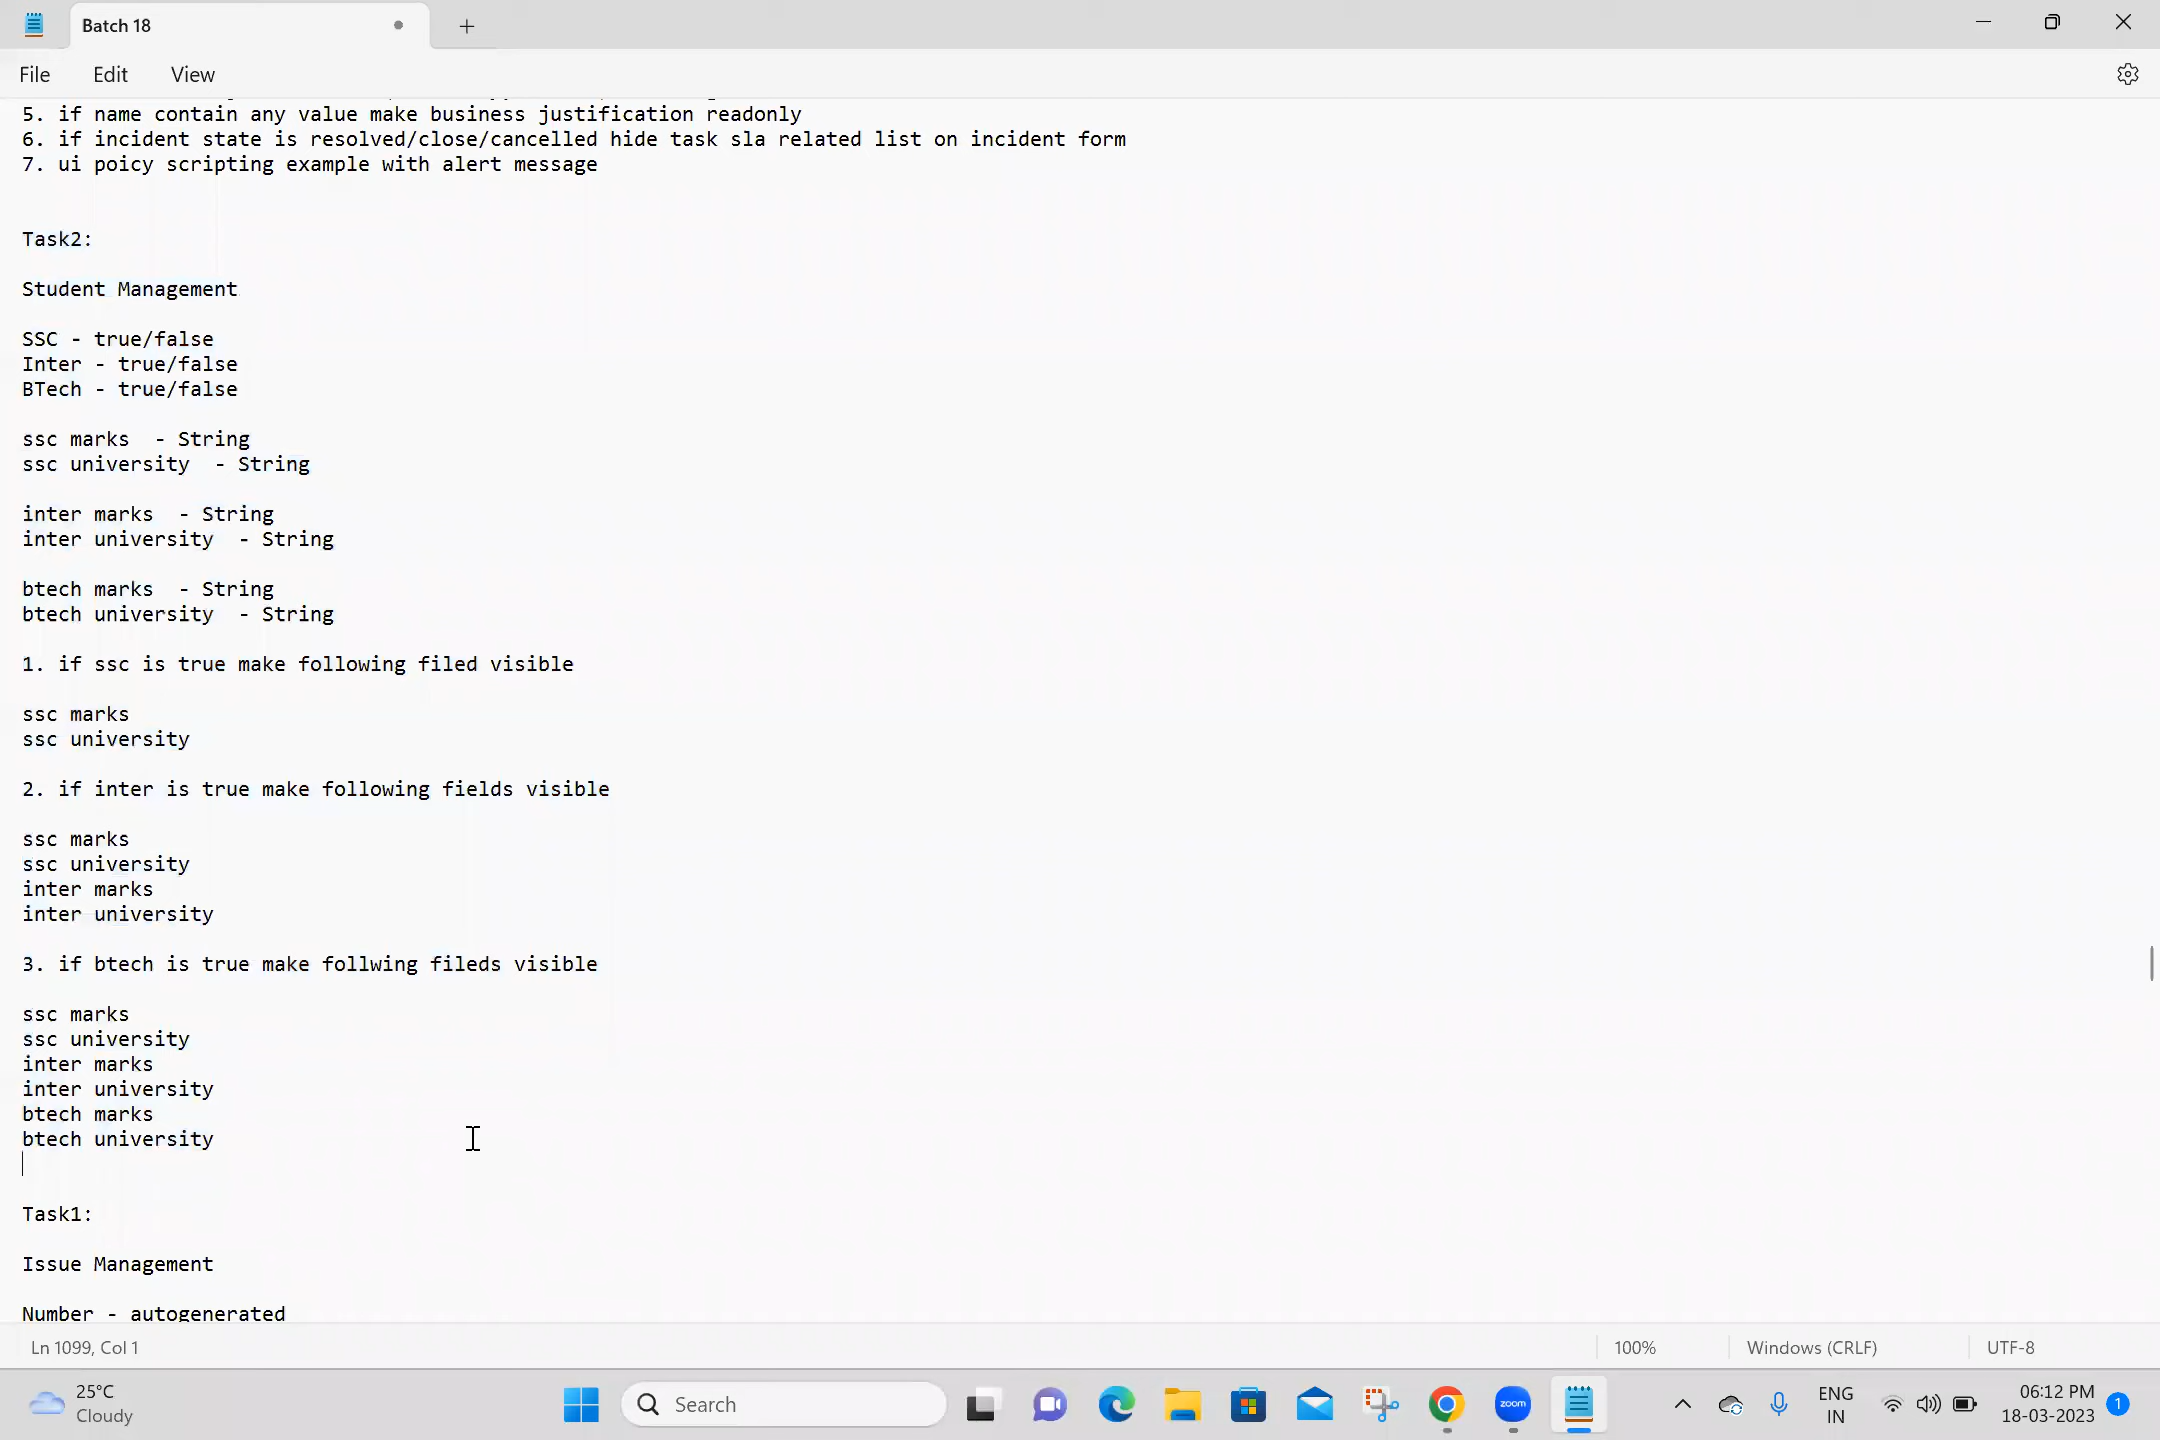 Batch 18
File Edit View
5. if name contain any value make business justification readonly
6. if incident state is resolved/close/cancelled hide task sla related list on incident form
7. ui poicy scripting example with alert message
Task2:
Student Management
SSC - true/false
Inter - true/false
BTech - true/false
ssc marks  - String
ssc university  - String
inter marks  - String
inter university  - String
btech marks  - String
btech university  - String
1. if ssc is true make following filed visible
ssc marks
ssc university
2. if inter is true make following fields visible
ssc marks
ssc university
inter marks
inter university
3. if btech is true make follwing fileds visible
ssc marks
ssc university
inter marks
inter university
btech marks
btech university
Task1:
Issue Management
Number - autogenerated
Ln 1099, Col 1 100% Windows (CRLF) UTF-8
25°C
Cloudy
Search
zoom
ENG
IN
06:12 PM
18-03-2023
1